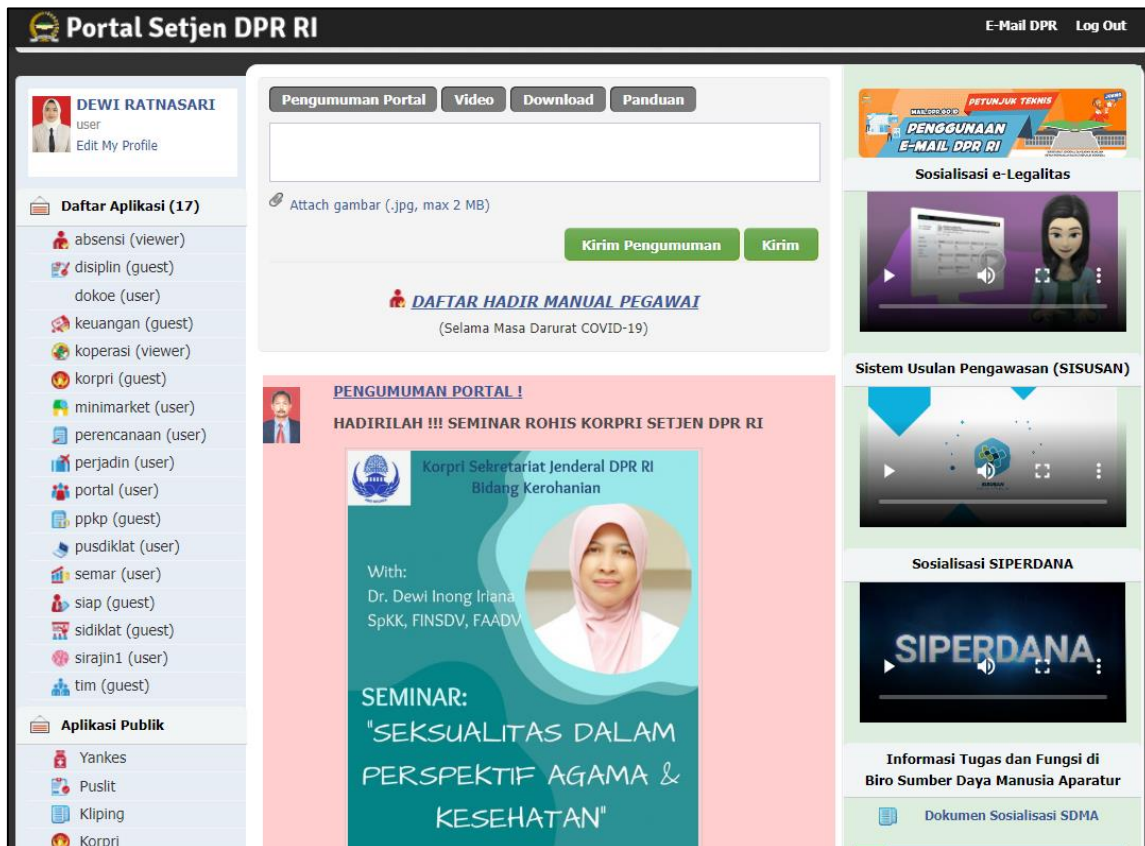 Portal Setjen DPR RI
E-Mail DPR Log Out
DEWI RATNASARI
user
Edit My Profile
Daftar Aplikasi (17)
absensi (viewer)
disiplin (guest)
dokoe (user)
keuangan (guest)
koperasi (viewer)
korpri (guest)
minimarket (user)
perencanaan (user)
perjadin (user)
portal (user)
ppkp (guest)
pusdiklat (user)
semar (user)
siap (guest)
sidiklat (guest)
sirajin1 (user)
tim (guest)
Aplikasi Publik
Yankes
Puslit
Kliping
Korpri
Pengumuman Portal Video Download Panduan
Attach gambar (.jpg, max 2 MB)
Kirim Pengumuman Kirim
DAFTAR HADIR MANUAL PEGAWAI
(Selama Masa Darurat COVID-19)
PENGUMUMAN PORTAL !
HADIRILAH !!! SEMINAR ROHIS KORPRI SETJEN DPR RI
Korpri Sekretariat Jenderal DPR RI
Bidang Kerohanian
With:
Dr. Dewi Inong Iriana
SpKK, FINSDV, FAADV
SEMINAR:
"SEKSUALITAS DALAM
PERSPEKTIF AGAMA &
KESEHATAN"
PETUNJUK TEKNIS
MAIL.DPR.GO.ID
PENGGUNAAN
E-MAIL DPR RI
Sosialisasi e-Legalitas
Sistem Usulan Pengawasan (SISUSAN)
Sosialisasi SIPERDANA
SIPERDANA
Informasi Tugas dan Fungsi di
Biro Sumber Daya Manusia Aparatur
Dokumen Sosialisasi SDMA